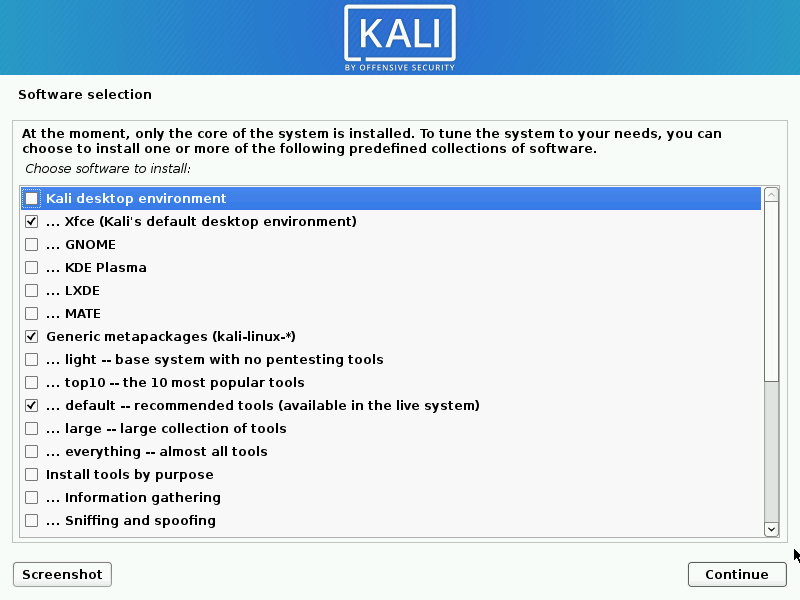 KALI
BY OFFENSIVE SECURITY
Software selection
At the moment, only the core of the system is installed. To tune the system to your needs, you can
choose to install one or more of the following predefined collections of software.
Choose software to install:
Kali desktop environment
... Xfce (Kali's default desktop environment)
... GNOME
... KDE Plasma
... LXDE
... MATE
Generic metapackages (kali-linux-*)
... light -- base system with no pentesting tools
... top10 -- the 10 most popular tools
... default -- recommended tools (available in the live system)
... large -- large collection of tools
... everything -- almost all tools
Install tools by purpose
... Information gathering
... Sniffing and spoofing
Screenshot
Continue